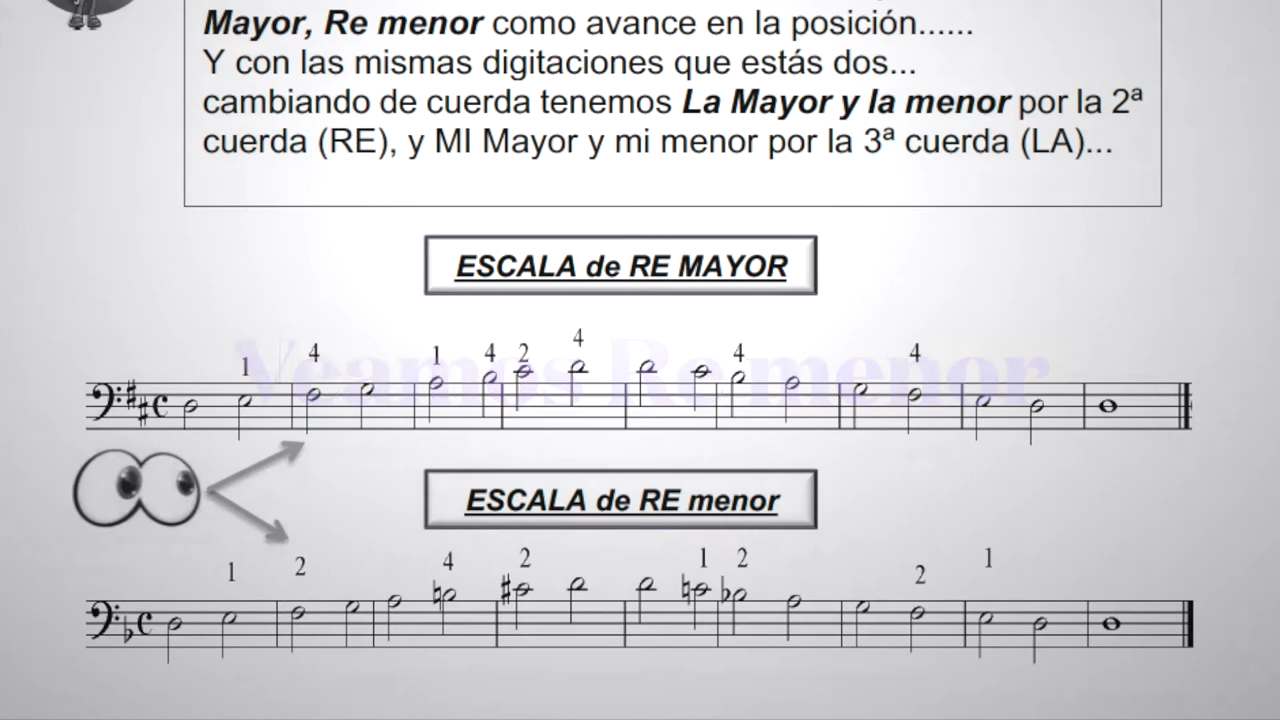 Mayor, Re menor como avance en la posición......
Y con las mismas digitaciones que estás dos...
cambiando de cuerda tenemos La Mayor y la menor por la 2ª
cuerda (RE), y MI Mayor y mi menor por la 3ª cuerda (LA)...
ESCALA de RE MAYOR
Veamos Re menor
1 4 1 4 2 4 4 4
ESCALA de RE menor
1 2 4 2 1 2 2 1